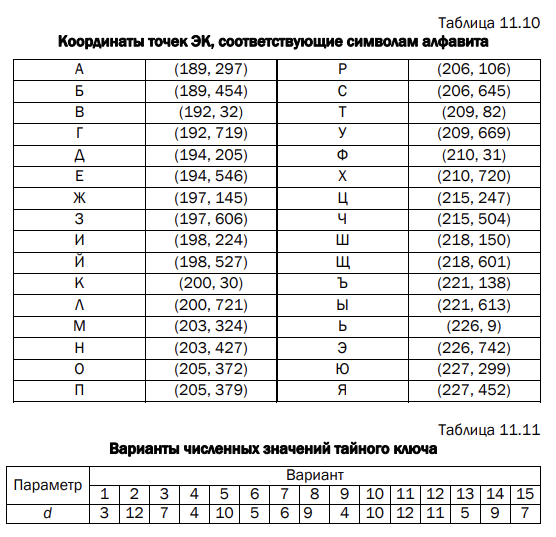 Таблица 11.10
Координаты точек ЭК, соответствующие символам алфавита
А (189, 297) Р (206, 106)
Б (189, 454) С (206, 645)
В (192, 32) Т (209, 82)
Г (192, 719) У (209, 669)
Д (194, 205) Ф (210, 31)
Е (194, 546) Х (210, 720)
Ж (197, 145) Ц (215, 247)
З (197, 606) Ч (215, 504)
И (198, 224) Ш (218, 150)
Й (198, 527) Щ (218, 601)
К (200, 30) Ъ (221, 138)
Л (200, 721) Ы (221, 613)
М (203, 324) Ь (226, 9)
Н (203, 427) Э (226, 742)
О (205, 372) Ю (227, 299)
П (205, 379) Я (227, 452)
Таблица 11.11
Варианты численных значений тайного ключа
Параметр Вариант
1 2 3 4 5 6 7 8 9 10 11 12 13 14 15
d 3 12 7 4 10 5 6 9 4 10 12 11 5 9 7